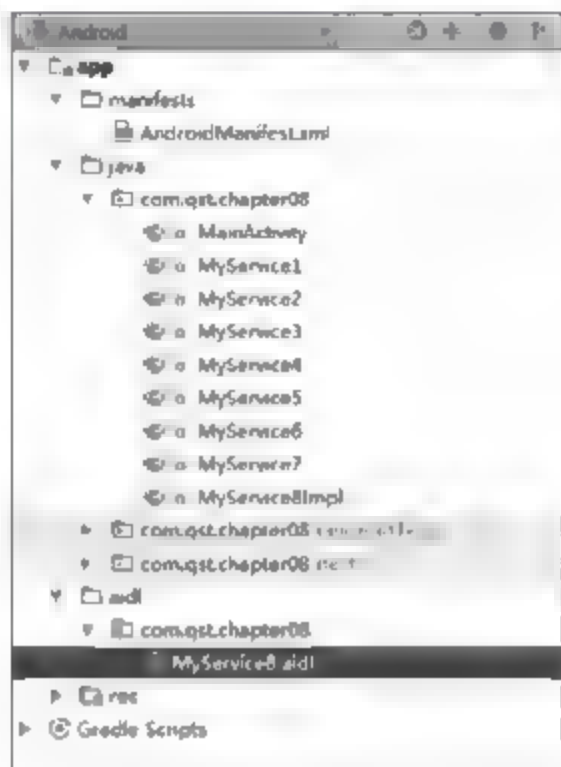 Android
app
manifests
AndroidManifest.xml
java
com.qst.chapter08
MainActivity
MyService1
MyService2
MyService3
MyService4
MyService5
MyService6
MyService7
MyService8Impl
com.qst.chapter08
com.qst.chapter08
aidl
com.qst.chapter08
MyService8.aidl
res
Gradle Scripts